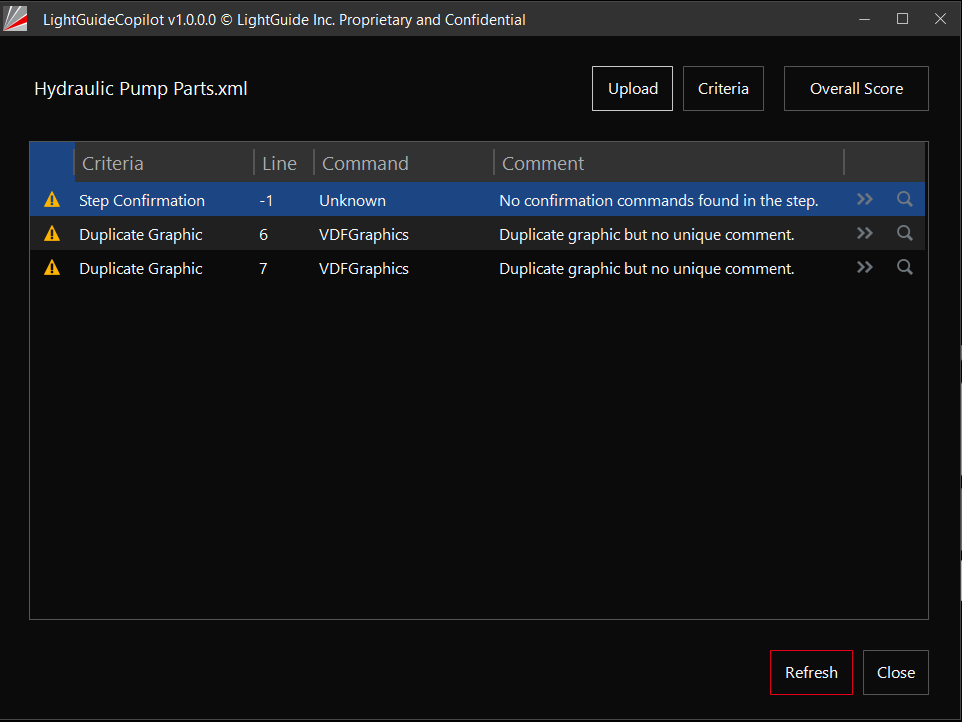 LightGuideCopilot v1.0.0.0 © LightGuide Inc. Proprietary and Confidential
Hydraulic Pump Parts.xml Upload Criteria Overall Score
Criteria Line Command Comment
Step Confirmation -1 Unknown No confirmation commands found in the step.
Duplicate Graphic 6 VDFGraphics Duplicate graphic but no unique comment.
Duplicate Graphic 7 VDFGraphics Duplicate graphic but no unique comment.
Refresh Close